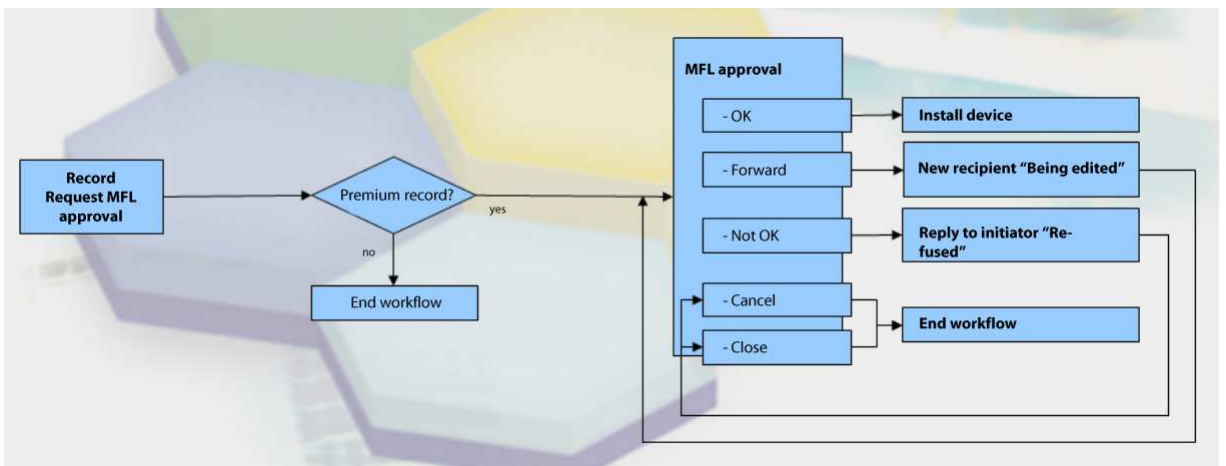 Record
Request MFL
approval
Premium record?
yes
no
End workflow
MFL approval
- OK
Install device
- Forward
New recipient “Being edited”
- Not OK
Reply to initiator “Re-
fused”
- Cancel
- Close
End workflow